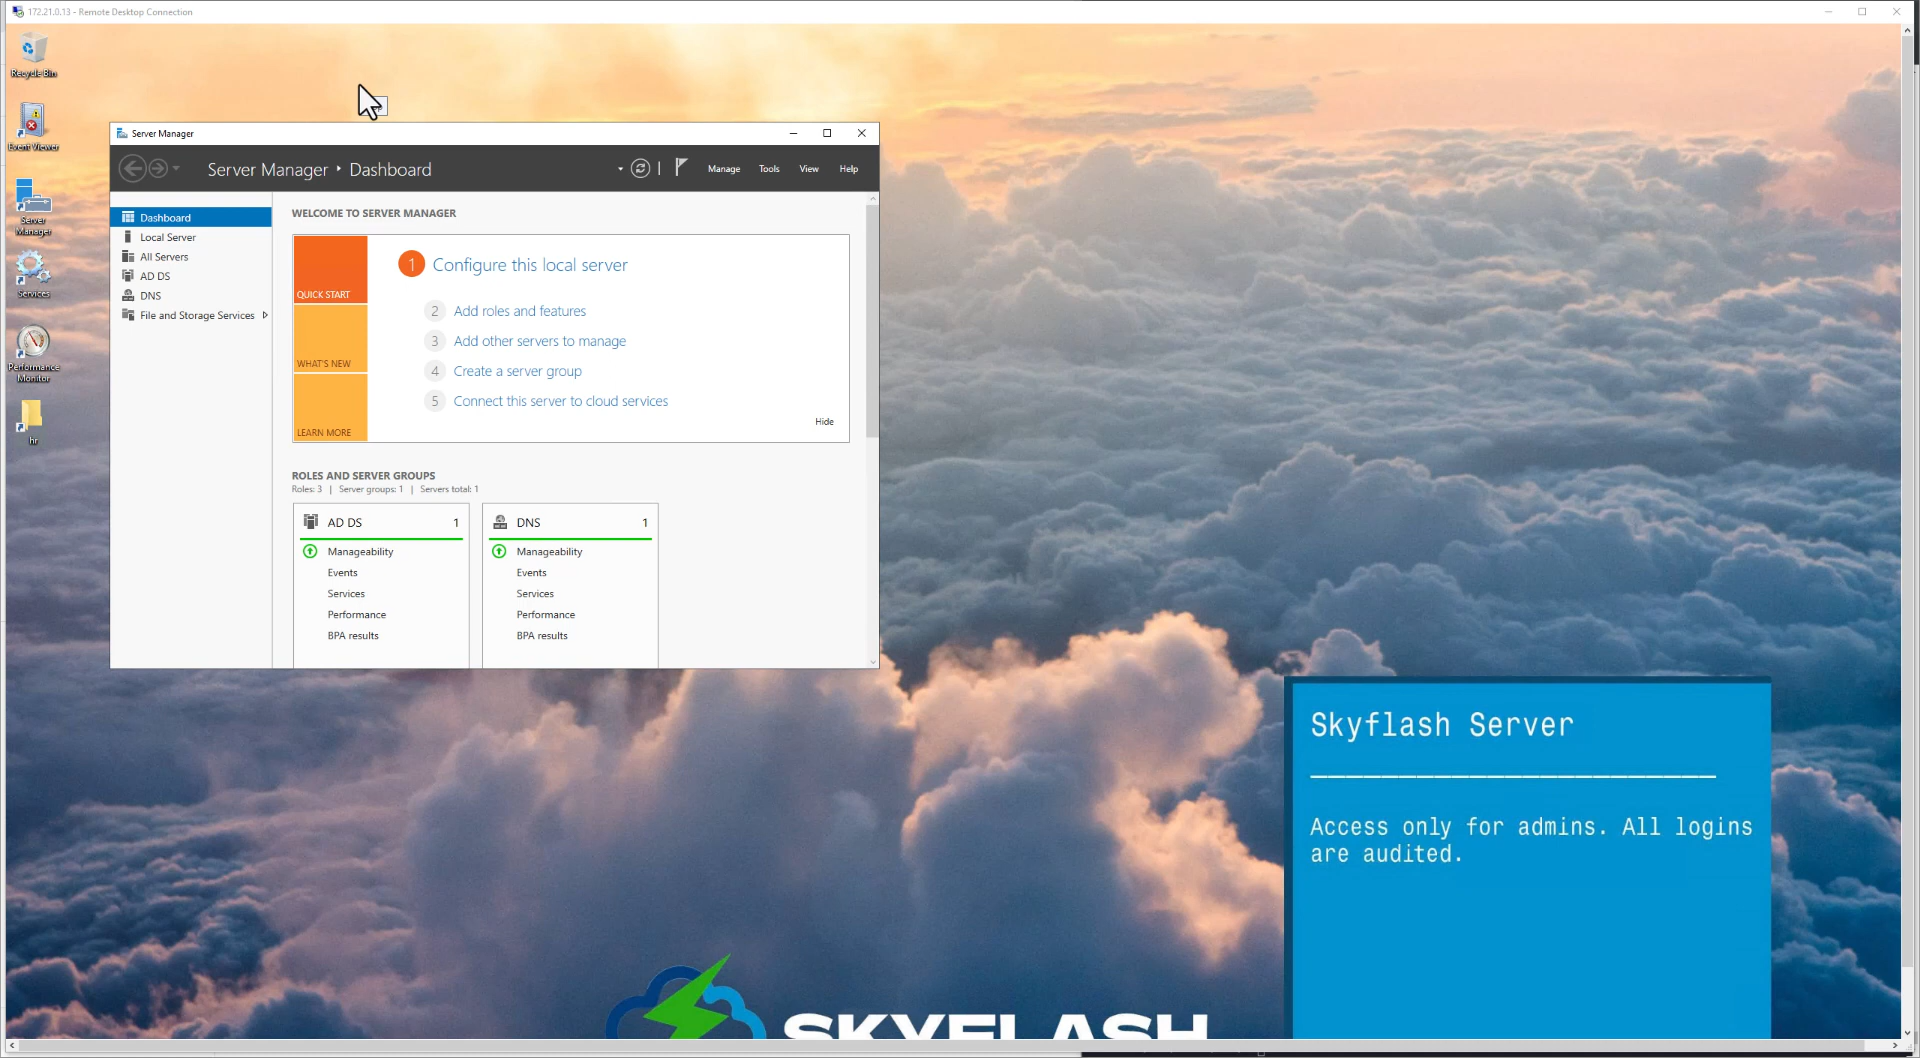 172.21.0.13 - Remote Desktop Connection
Recycle Bin
Event Viewer
Server
Manager
Services
Performance
Monitor
hr
Server Manager
Server Manager Dashboard
Manage Tools View Help
Dashboard
Local Server
All Servers
AD DS
DNS
File and Storage Services
WELCOME TO SERVER MANAGER
QUICK START
WHAT'S NEW
LEARN MORE
1 Configure this local server
2 Add roles and features
3 Add other servers to manage
4 Create a server group
5 Connect this server to cloud services
Hide
ROLES AND SERVER GROUPS
Roles: 3 | Server groups: 1 | Servers total: 1
AD DS 1
Manageability
Events
Services
Performance
BPA results
DNS 1
Manageability
Events
Services
Performance
BPA results
Skyflash Server
Access only for admins. All logins
are audited.
SKYFLASH